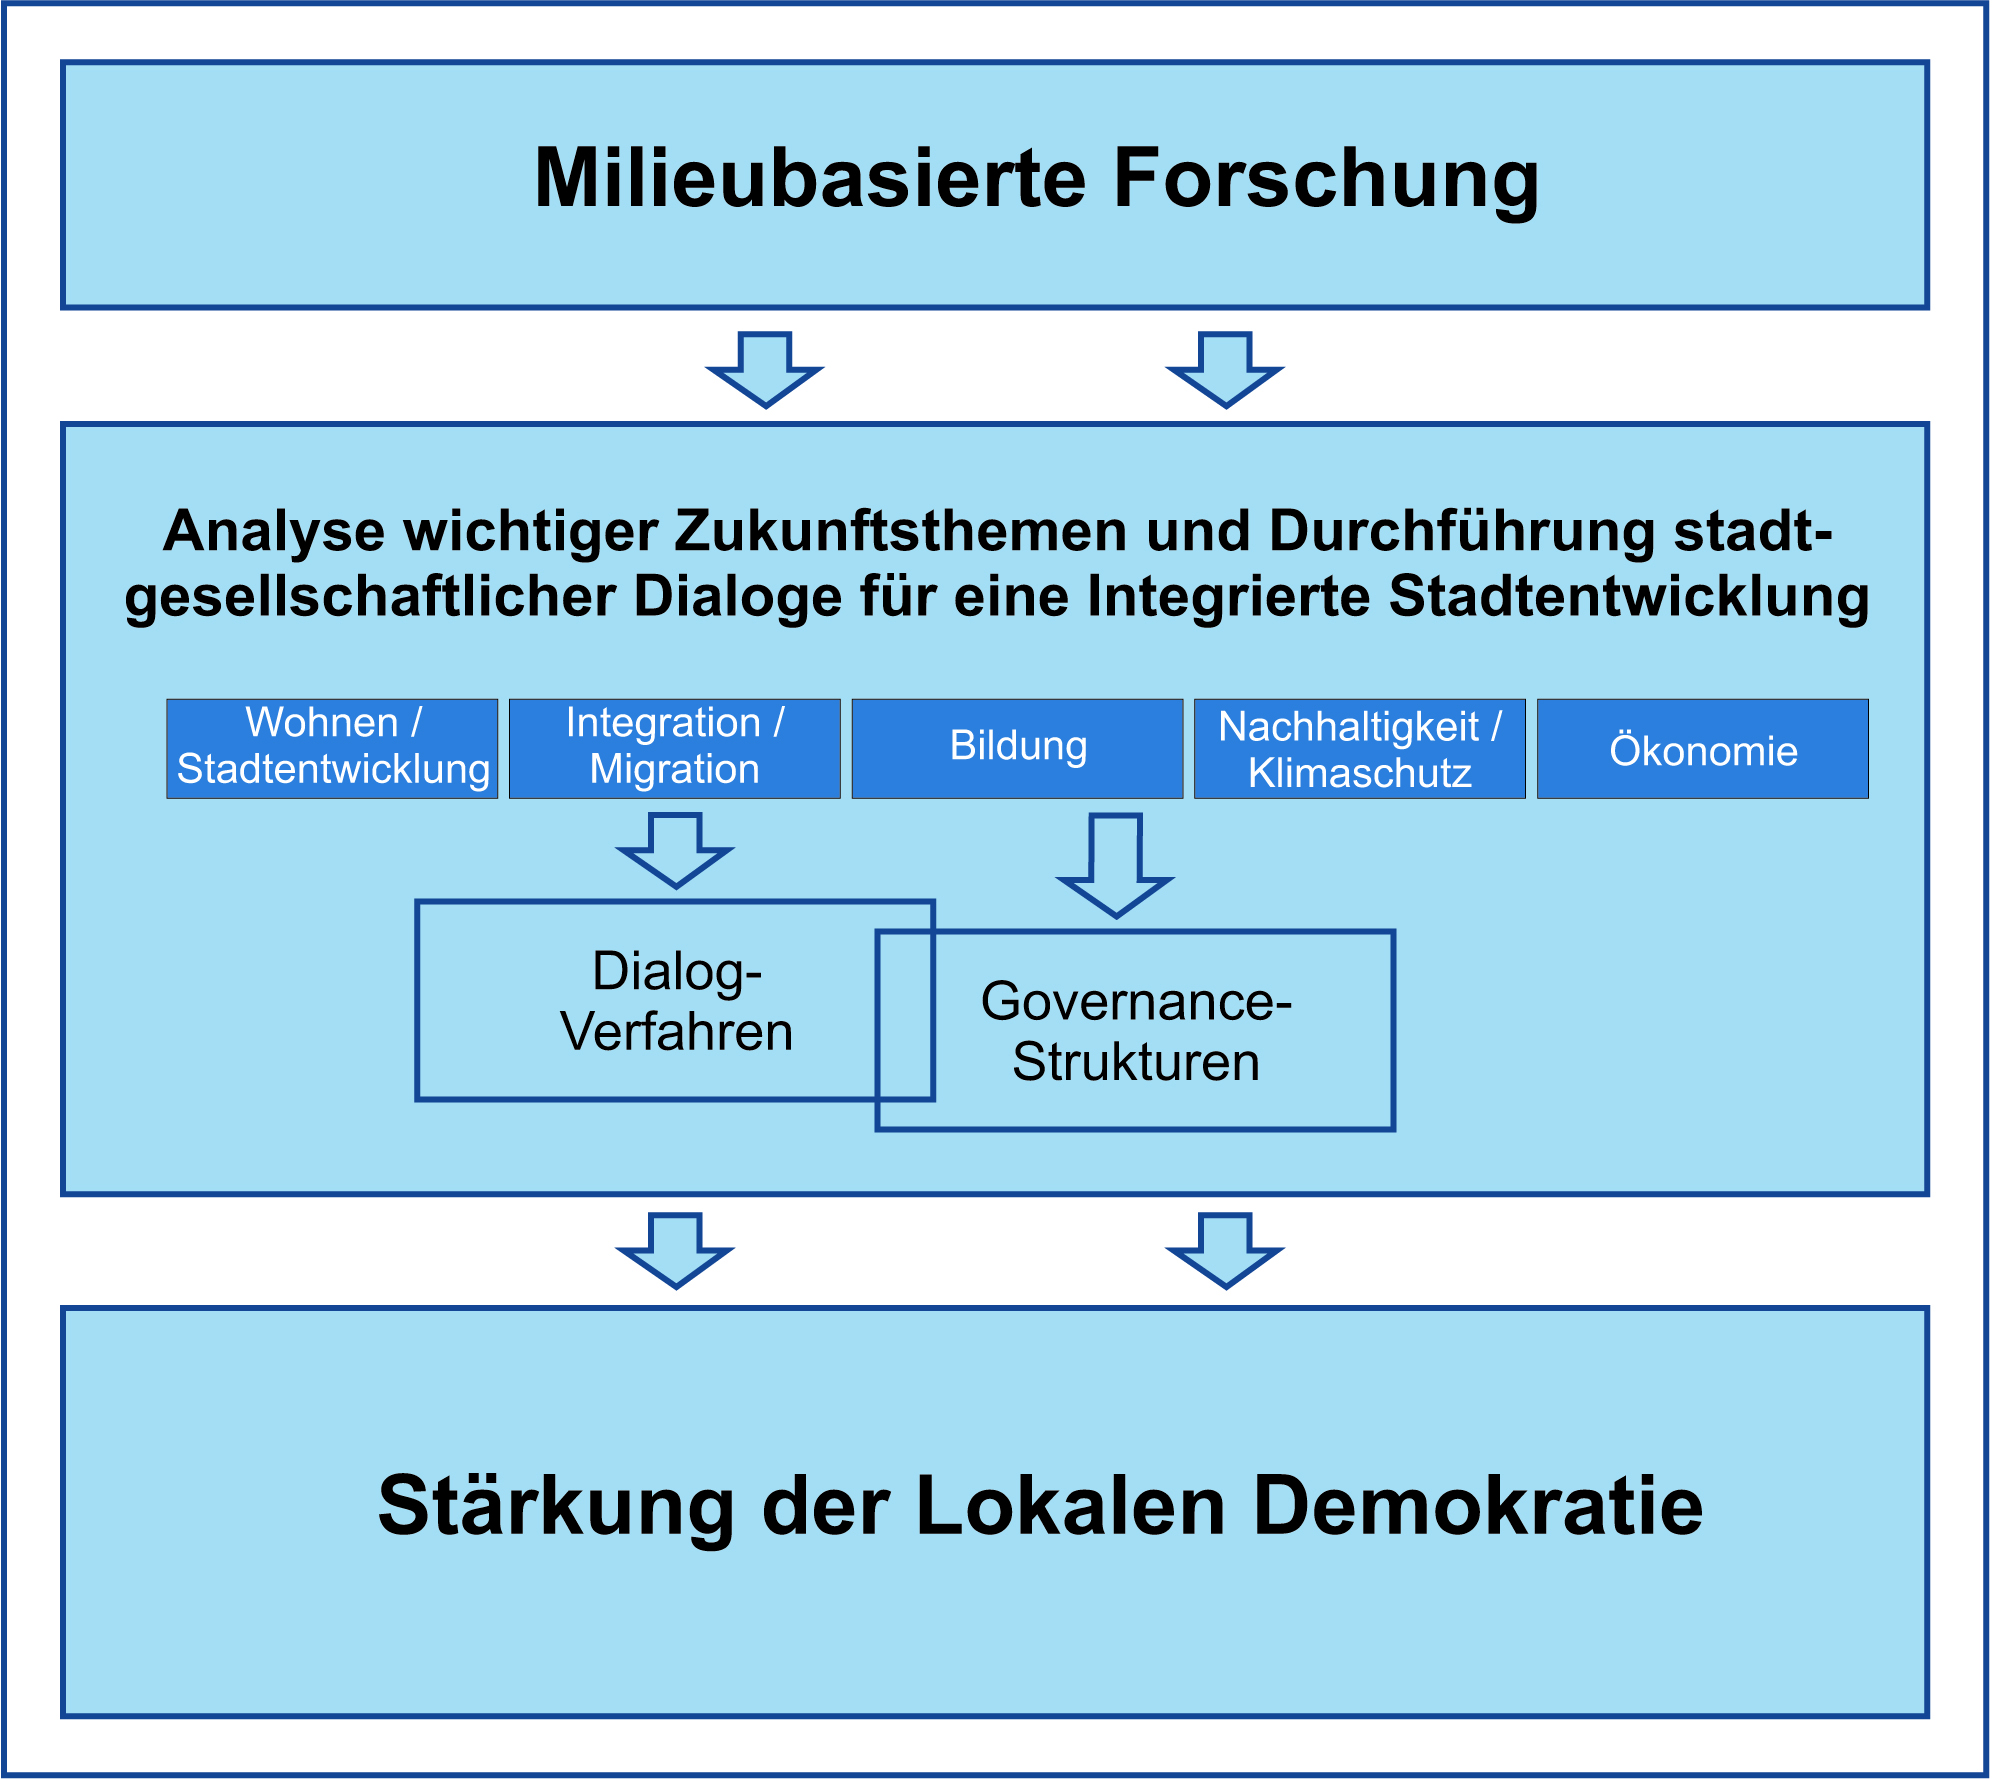 Milieubasierte Forschung
Analyse wichtiger Zukunftsthemen und Durchführung stadt-
gesellschaftlicher Dialoge für eine Integrierte Stadtentwicklung
Wohnen /
Stadtentwicklung
Integration /
Migration
Bildung
Nachhaltigkeit /
Klimaschutz
Ökonomie
Dialog-
Verfahren
Governance-
Strukturen
Stärkung der Lokalen Demokratie